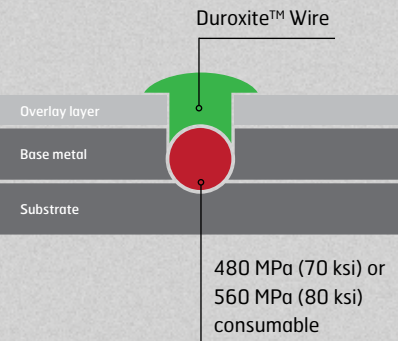 Duroxite™ Wire
Overlay layer
Base metal
Substrate
480 MPa (70 ksi) or
560 MPa (80 ksi)
consumable